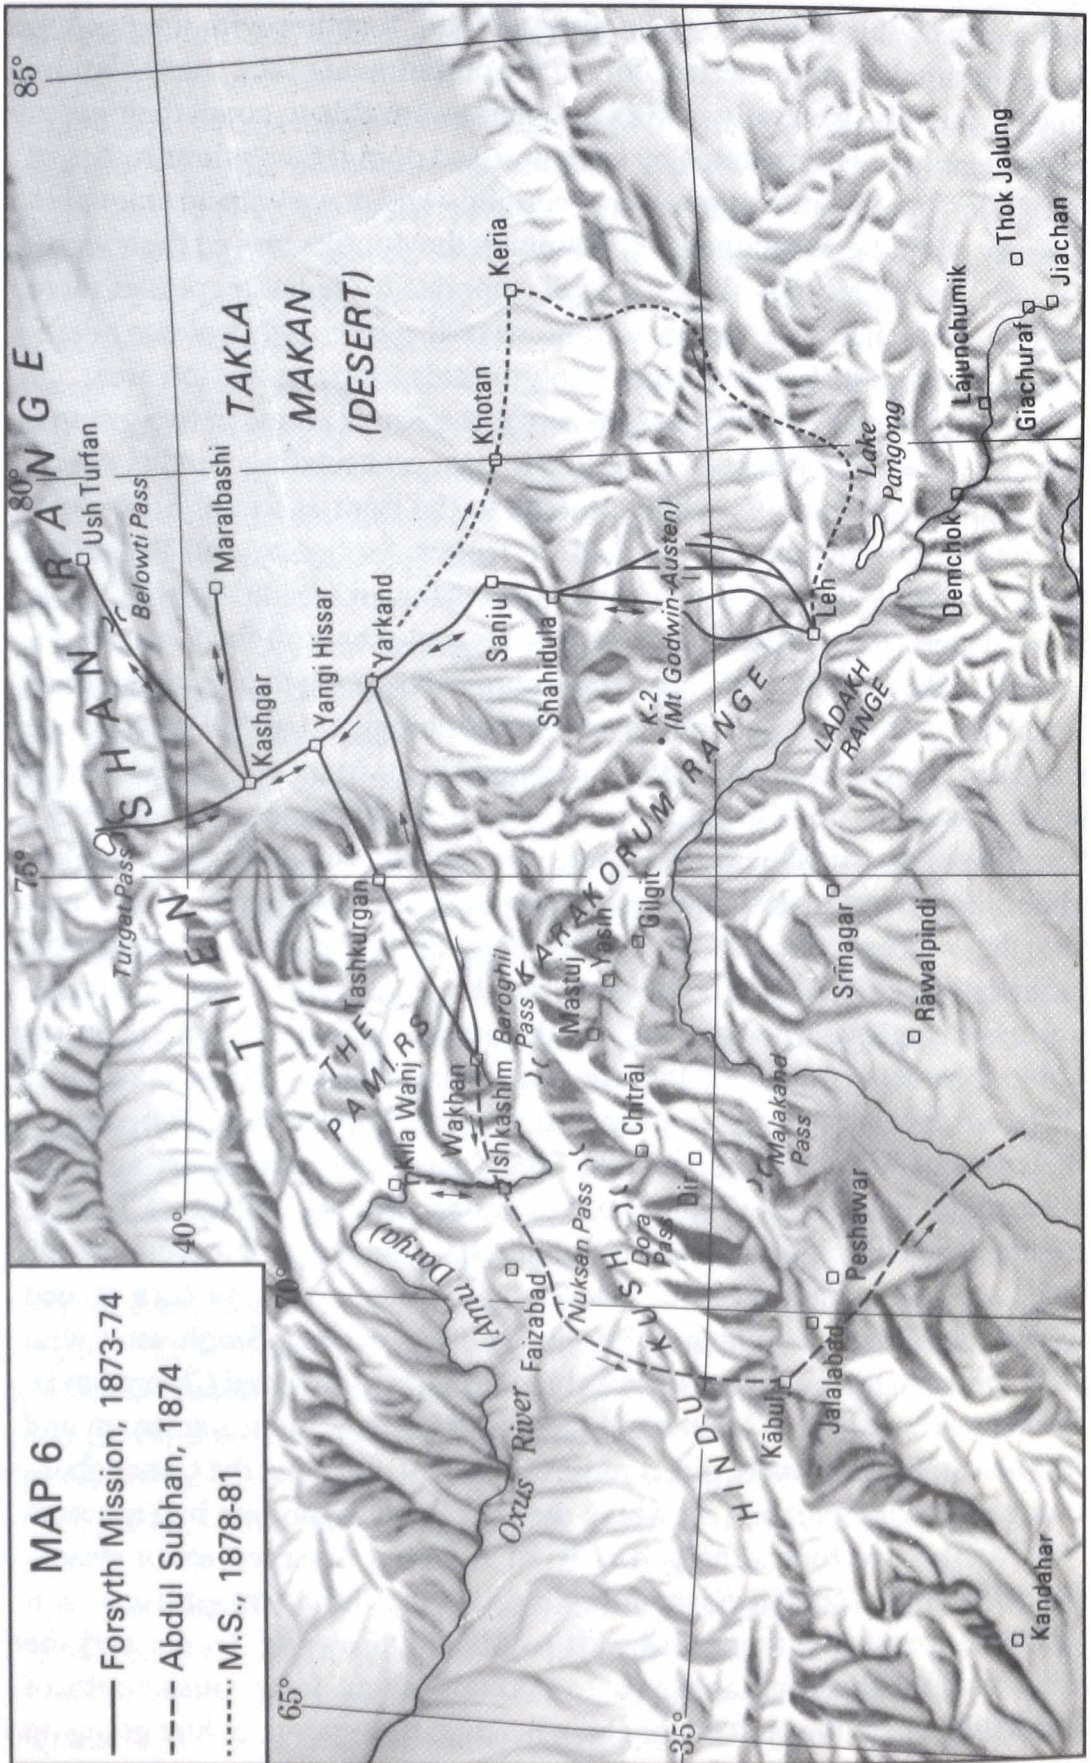 MAP 6
Forsyth Mission, 1873-74
Abdul Subhan, 1874
M.S., 1878-81
65°
70°
75°
80°
85°
40°
35°
TIEN SHAN RANGE
Turgat Pass
Ush Turfan
Belowti Pass
Maralbashi
Kashgar
Yangi Hissar
Yarkand
TAKLA
MAKAN
(DESERT)
Khotan
Keria
Sanju
Shahidula
THE
PAMIRS
Tashkurgan
Kila Wanj
Wakhan
Ishkashim
Baroghil
Pass
(Amu Darya)
Oxus River
Faizabad
Nuksan Pass
Dora
Pass
HINDU KUSH
Mastuj
Yasin
Gilgit
Chitrāl
Dir
KARAKORUM RANGE
K-2
(Mt Godwin-Austen)
Leh
LADAKH
RANGE
Lake
Pangong
Demchok
Lajunchumik
Giachuraf
Thok Jalung
Jiachan
Srīnagar
Rāwalpindi
Malakand
Pass
Peshawar
Jalalabad
Kābul
Kandahar